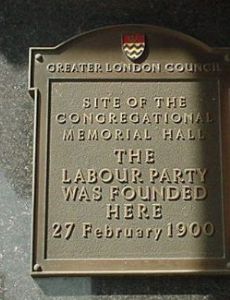 GREATER LONDON COUNCIL
SITE OF THE
CONGREGATIONAL
MEMORIAL HALL
THE
LABOUR PARTY
WAS FOUNDED
HERE
27 February 1900